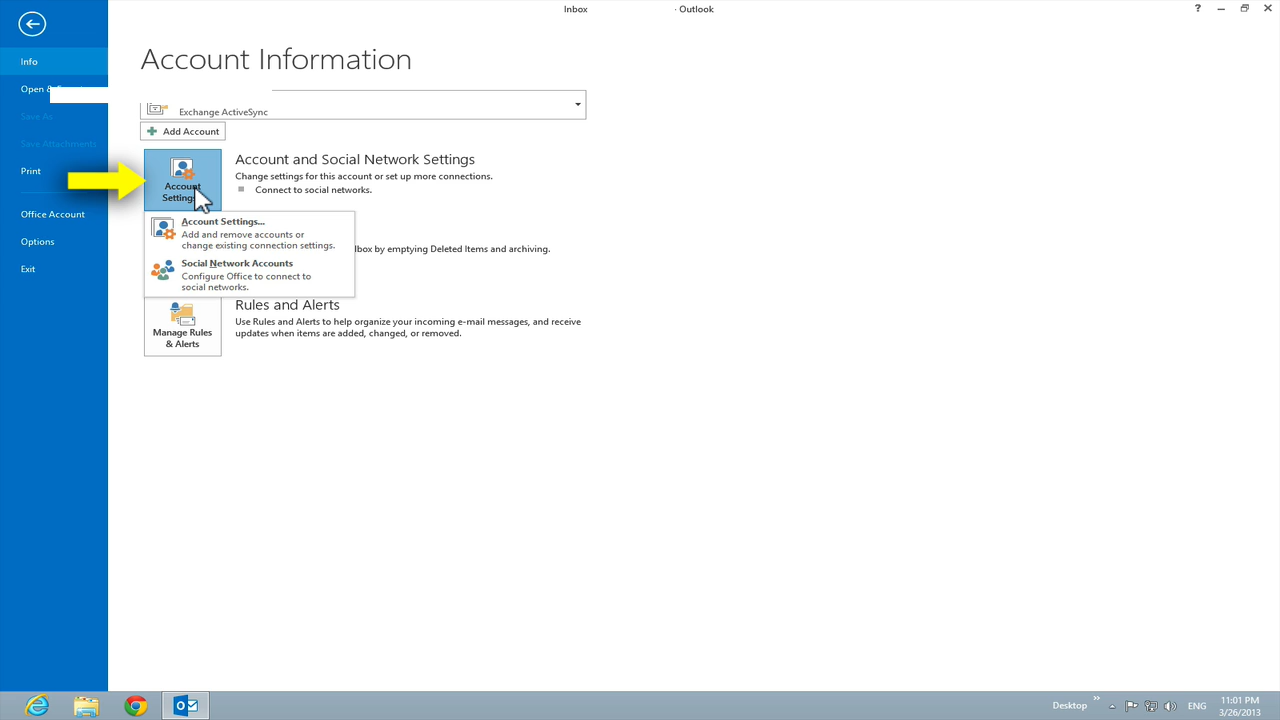 Inbox
- Outlook
?
Account Information
Info
Open &
Save As
Save Attachments
Print
Office Account
Options
Exit
Exchange ActiveSync
Add Account
Account
Settings
Account and Social Network Settings
Change settings for this account or set up more connections.
Connect to social networks.
Account Settings...
Add and remove accounts or
change existing connection settings.
Social Network Accounts
Configure Office to connect to
social networks.
lbox by emptying Deleted Items and archiving.
Manage Rules
& Alerts
Rules and Alerts
Use Rules and Alerts to help organize your incoming e-mail messages, and receive
updates when items are added, changed, or removed.
Desktop
ENG
11:01 PM
3/26/2013